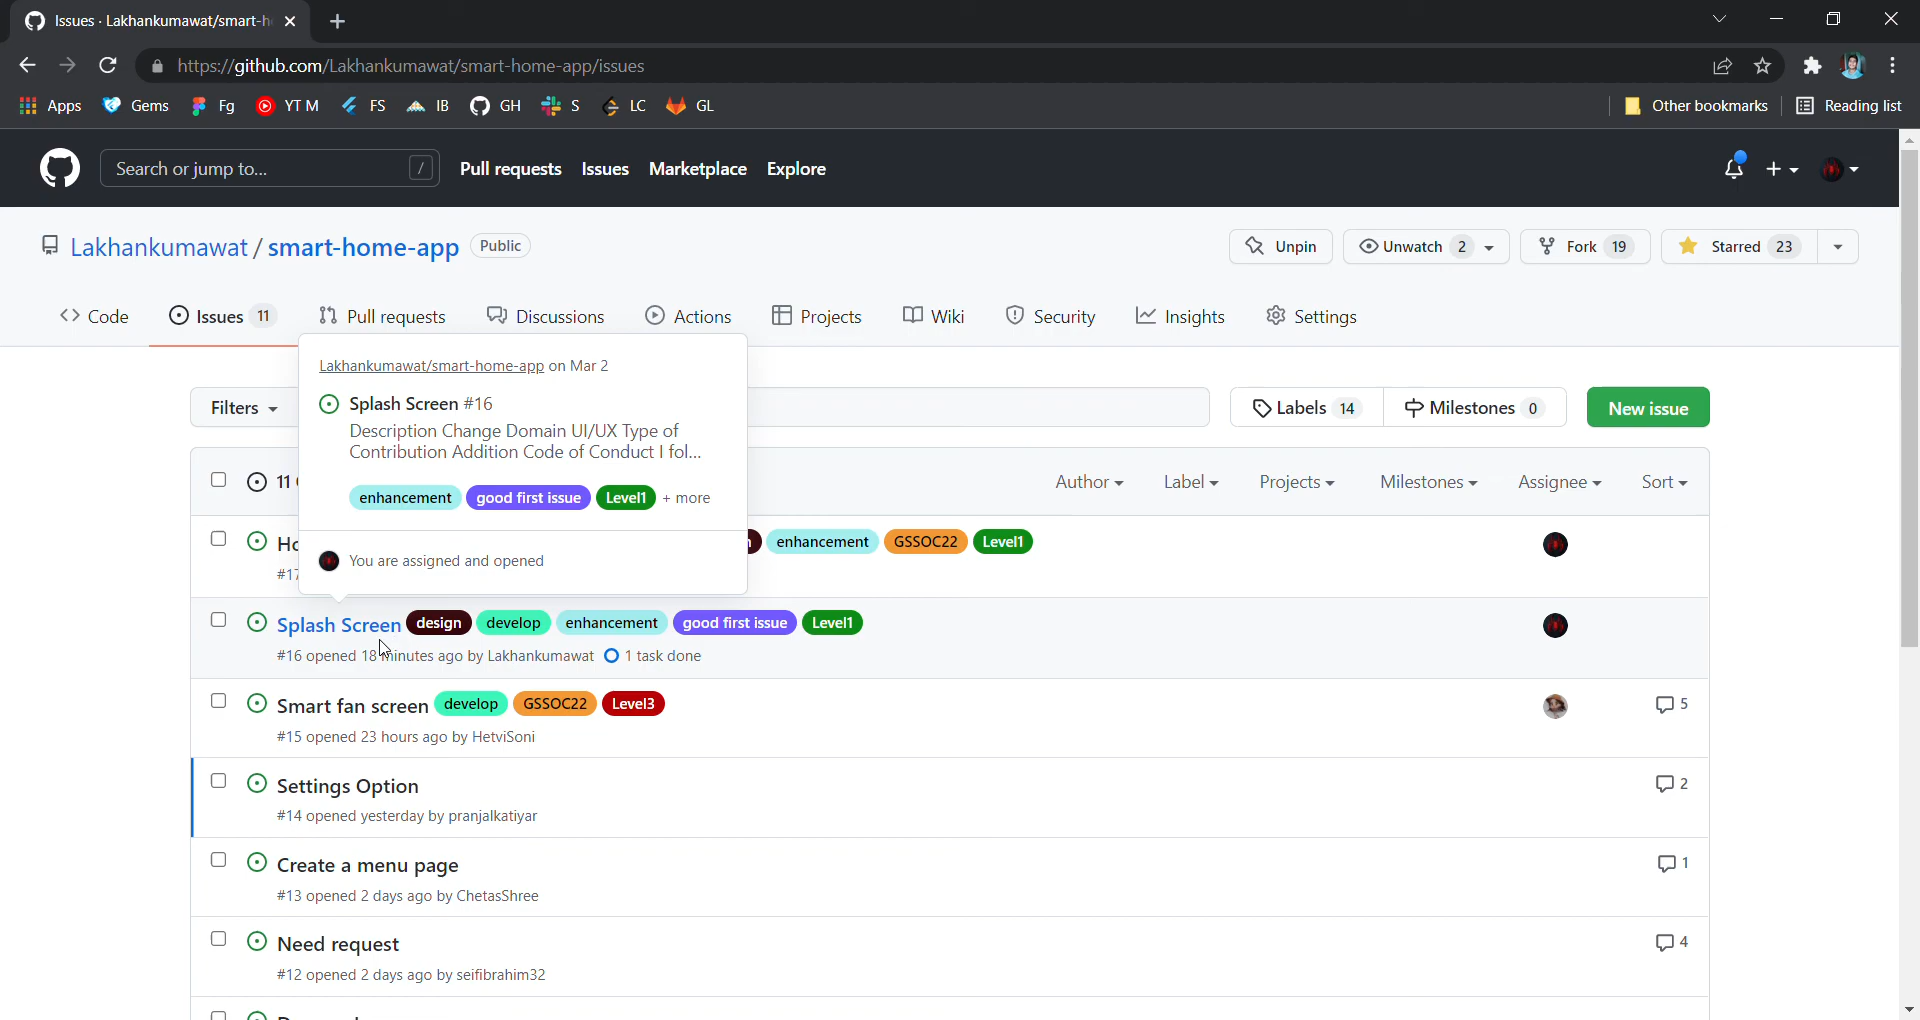 Issues · Lakhankumawat/smart-h
https://github.com/Lakhankumawat/smart-home-app/issues
Apps Gems Fg YT M FS IB GH S LC GL Other bookmarks Reading list
Search or jump to... / Pull requests Issues Marketplace Explore
Lakhankumawat / smart-home-app Public Unpin Unwatch 2 Fork 19 Starred 23
Code Issues 11 Pull requests Discussions Actions Projects Wiki Security Insights Settings
Lakhankumawat/smart-home-app on Mar 2
Splash Screen #16
Description Change Domain UI/UX Type of
Contribution Addition Code of Conduct I fol...
enhancement good first issue Level1 + more
You are assigned and opened
Filters Labels 14 Milestones 0 New issue
11 Author Label Projects Milestones Assignee Sort
enhancement GSSOC22 Level1
#17
Splash Screen design develop enhancement good first issue Level1
#16 opened 18 minutes ago by Lakhankumawat 1 task done
Smart fan screen develop GSSOC22 Level3 5
#15 opened 23 hours ago by HetviSoni
Settings Option 2
#14 opened yesterday by pranjalkatiyar
Create a menu page 1
#13 opened 2 days ago by ChetasShree
Need request 4
#12 opened 2 days ago by seifibrahim32